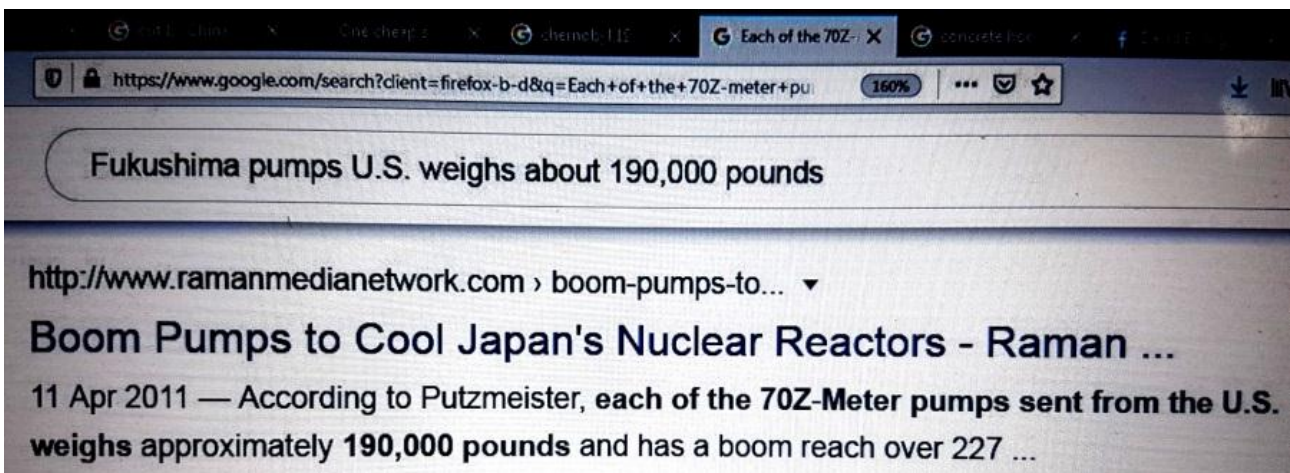 Each of the 70Z-
https://www.google.com/search?client=firefox-b-d&q=Each+of+the+70Z-meter+pu 160%
Fukushima pumps U.S. weighs about 190,000 pounds
http://www.ramanmedianetwork.com › boom-pumps-to...
Boom Pumps to Cool Japan's Nuclear Reactors - Raman ...
11 Apr 2011 — According to Putzmeister, each of the 70Z-Meter pumps sent from the U.S.
weighs approximately 190,000 pounds and has a boom reach over 227 ...